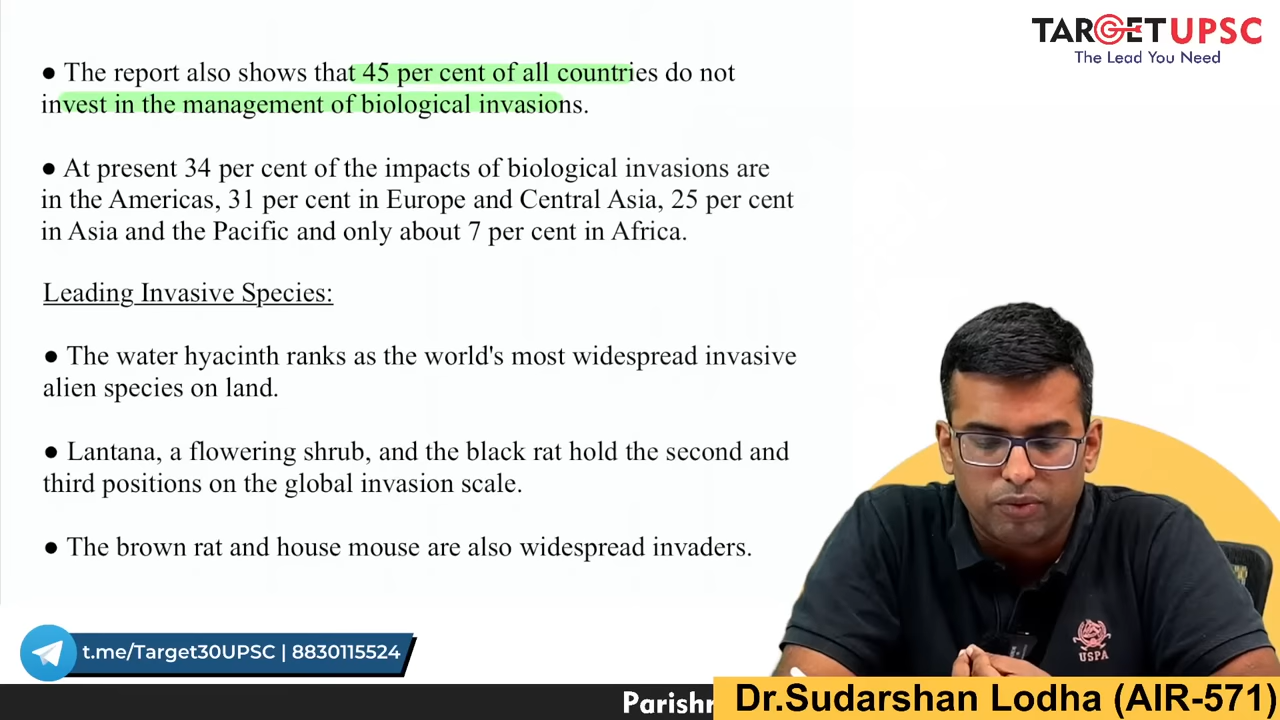 TARGET UPSC
The Lead You Need
● The report also shows that 45 per cent of all countries do not
invest in the management of biological invasions.
● At present 34 per cent of the impacts of biological invasions are
in the Americas, 31 per cent in Europe and Central Asia, 25 per cent
in Asia and the Pacific and only about 7 per cent in Africa.
Leading Invasive Species:
● The water hyacinth ranks as the world's most widespread invasive
alien species on land.
● Lantana, a flowering shrub, and the black rat hold the second and
third positions on the global invasion scale.
● The brown rat and house mouse are also widespread invaders.
USPA
t.me/Target30UPSC | 8830115524
Dr.Sudarshan Lodha (AIR-571)